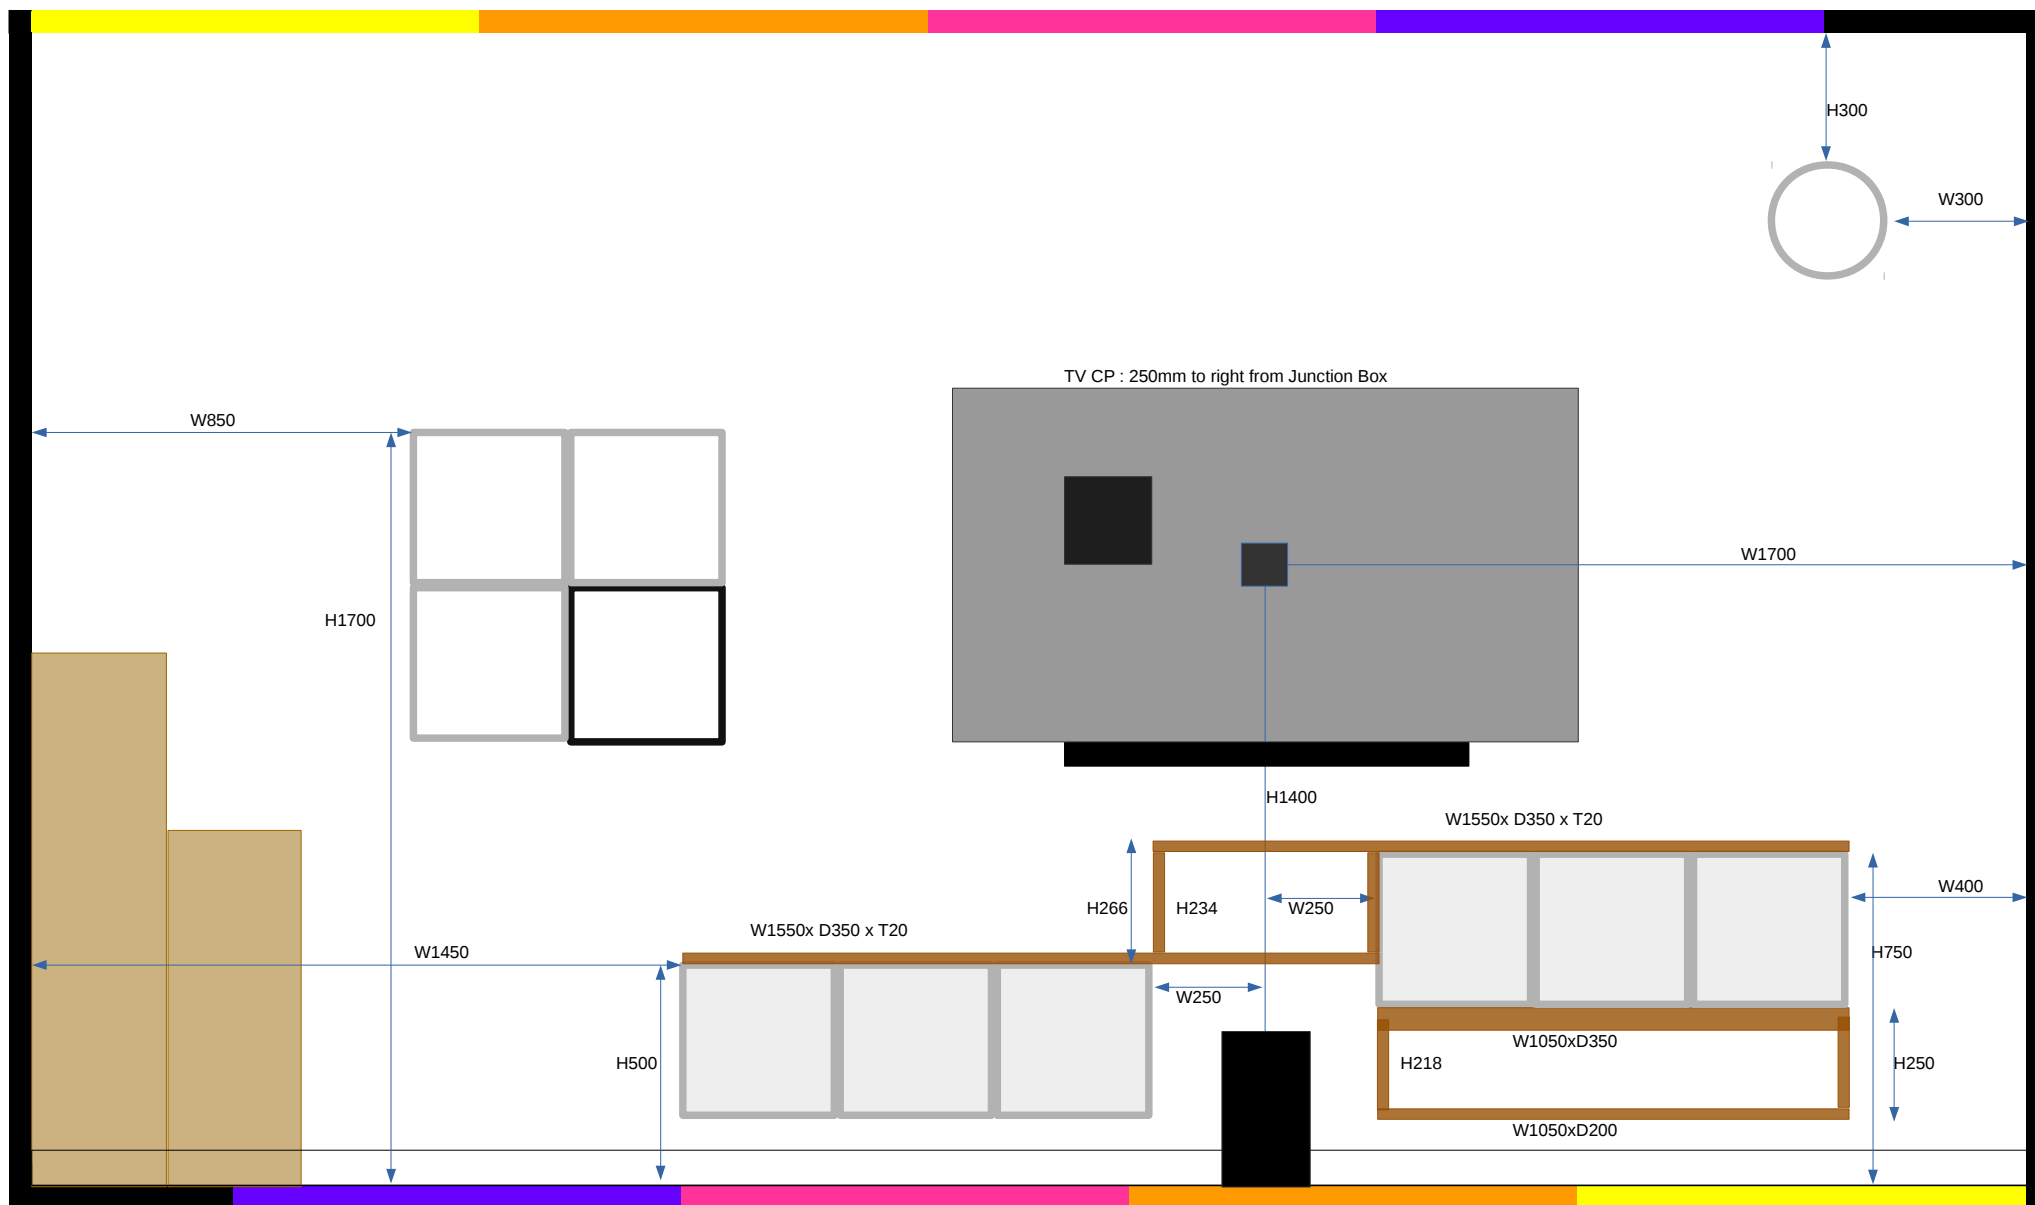 H300
W300
TV CP : 250mm to right from Junction Box
W850
W1700
H1700
H1400
W1550x D350 x T20
W400
H266
H234
W250
W1550x D350 x T20
W1450
H750
W250
W1050xD350
H500
H218
H250
W1050xD200